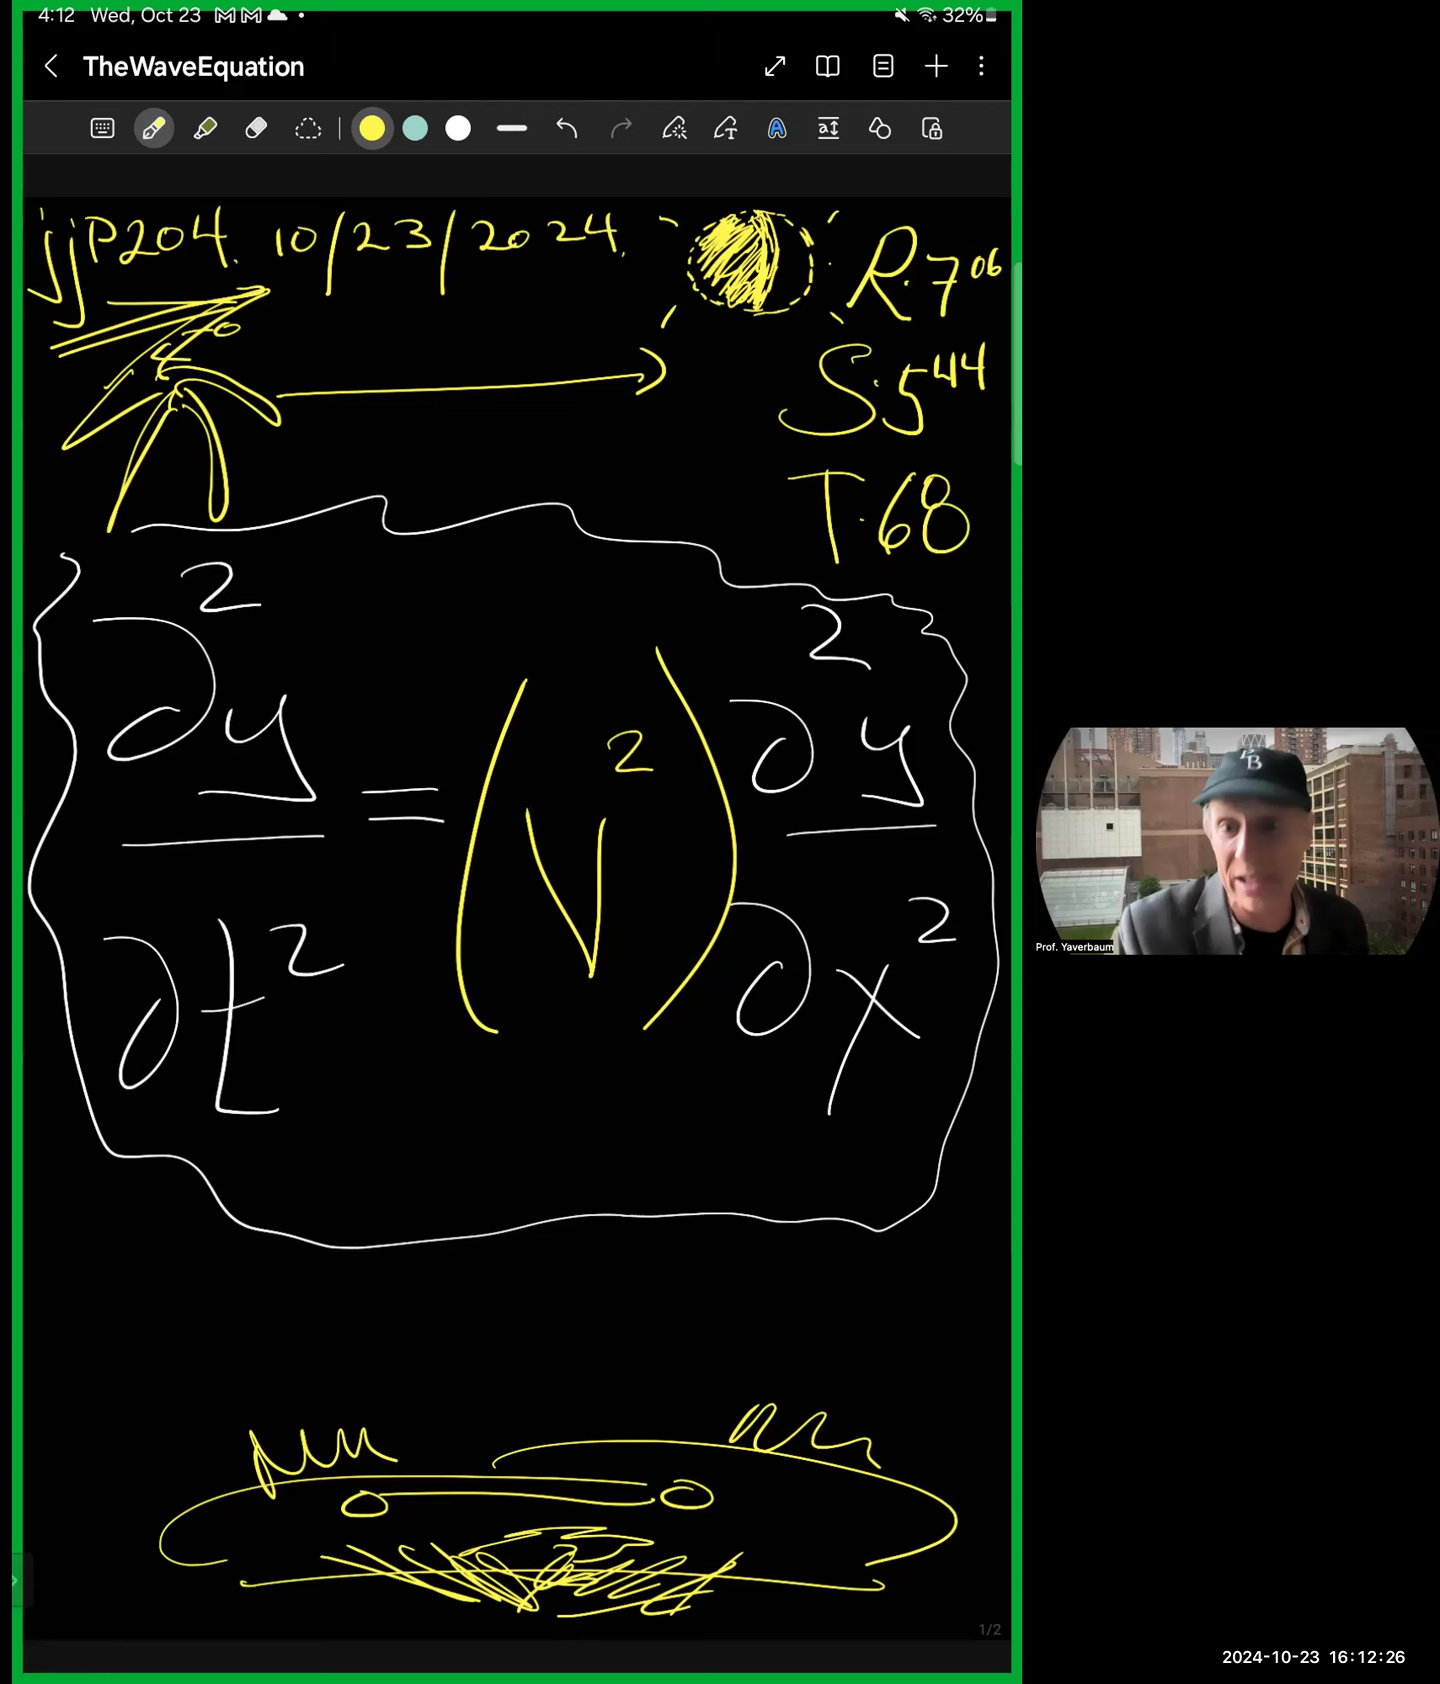 4:12 Wed, Oct 23 32%
TheWaveEquation
jjP204. 10/23/2024.
R.7⁰⁶
S.5⁴⁴
T.68
∂²y/∂t² = (v²) ∂²y/∂x²
1/2
B
Prof. Yaverbaum
2024-10-23 16:12:26